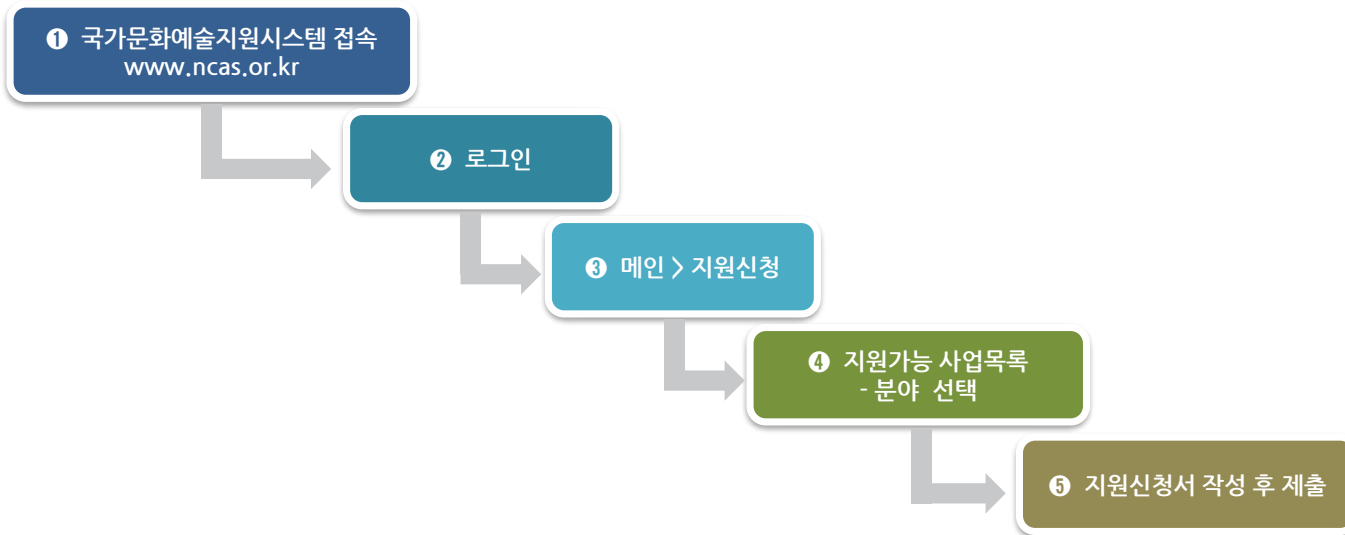 ❶ 국가문화예술지원시스템 접속
www.ncas.or.kr
❷ 로그인
❸ 메인 > 지원신청
❹ 지원가능 사업목록
- 분야 선택
❺ 지원신청서 작성 후 제출